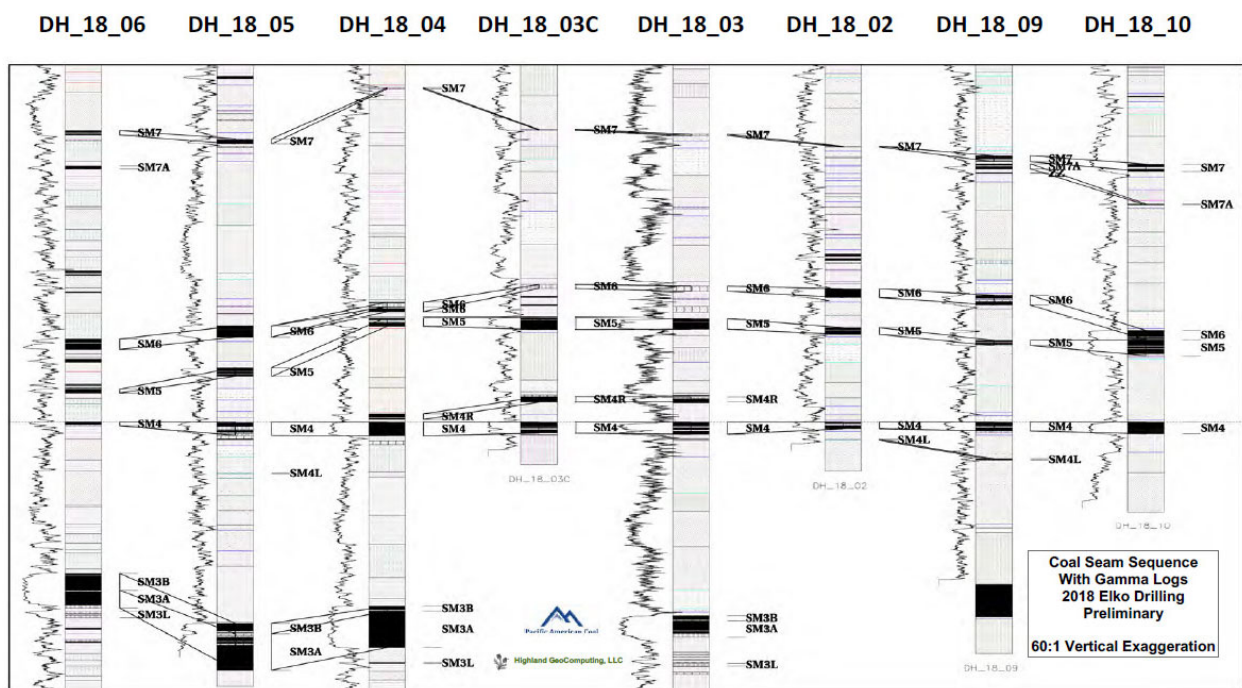 DH_18_06 DH_18_05 DH_18_04 DH_18_03C DH_18_03 DH_18_02 DH_18_09 DH_18_10
SM7
SM7A
SM6
SM5
SM4
SM3B
SM3A
SM3L
SM7
SM6
SM5
SM4
SM4L
SM3B
SM3A
SM7
SM6
SM6
SM5
SM4R
SM4
SM3B
SM3A
SM3L
SM7
SM6
SM5
SM4R
SM4
DH_18_03C
SM7
SM6
SM5
SM4R
SM4
SM3B
SM3A
SM3L
SM7
SM6
SM5
SM4
SM4L
DH_18_02
SM7
SM7A
ZZ
SM6
SM5
SM4
SM4L
DH_18_09
SM7
SM7A
SM6
SM5
SM4
DH_18_10
Pacific American Coal
Highland GeoComputing, LLC
Coal Seam Sequence
With Gamma Logs
2018 Elko Drilling
Preliminary
60:1 Vertical Exaggeration